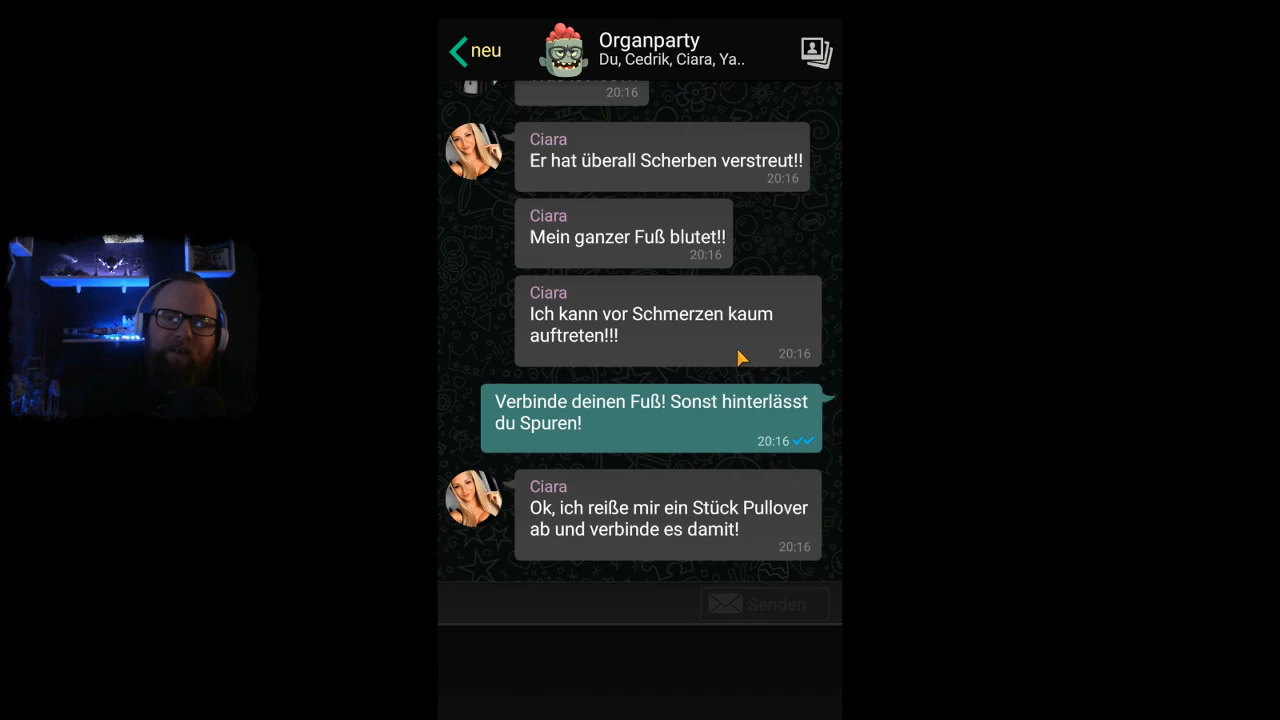 neu
Organparty
Du, Cedrik, Ciara, Ya..
20:16
Ciara
Er hat überall Scherben verstreut!!
20:16
Ciara
Mein ganzer Fuß blutet!!
20:16
Ciara
Ich kann vor Schmerzen kaum
auftreten!!!
20:16
Verbinde deinen Fuß! Sonst hinterlässt
du Spuren!
20:16
Ciara
Ok, ich reiße mir ein Stück Pullover
ab und verbinde es damit!
20:16
Senden